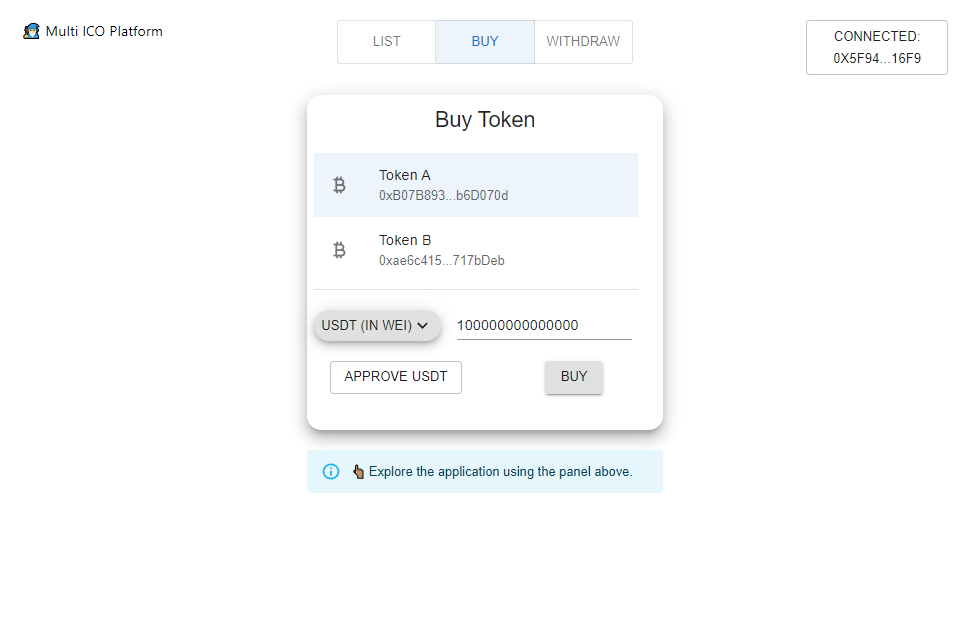 Multi ICO Platform
LIST
BUY
WITHDRAW
CONNECTED:
0X5F94...16F9
Buy Token
Token A
0xB07B893...b6D070d
Token B
0xae6c415...717bDeb
USDT (IN WEI)
100000000000000
APPROVE USDT
BUY
Explore the application using the panel above.